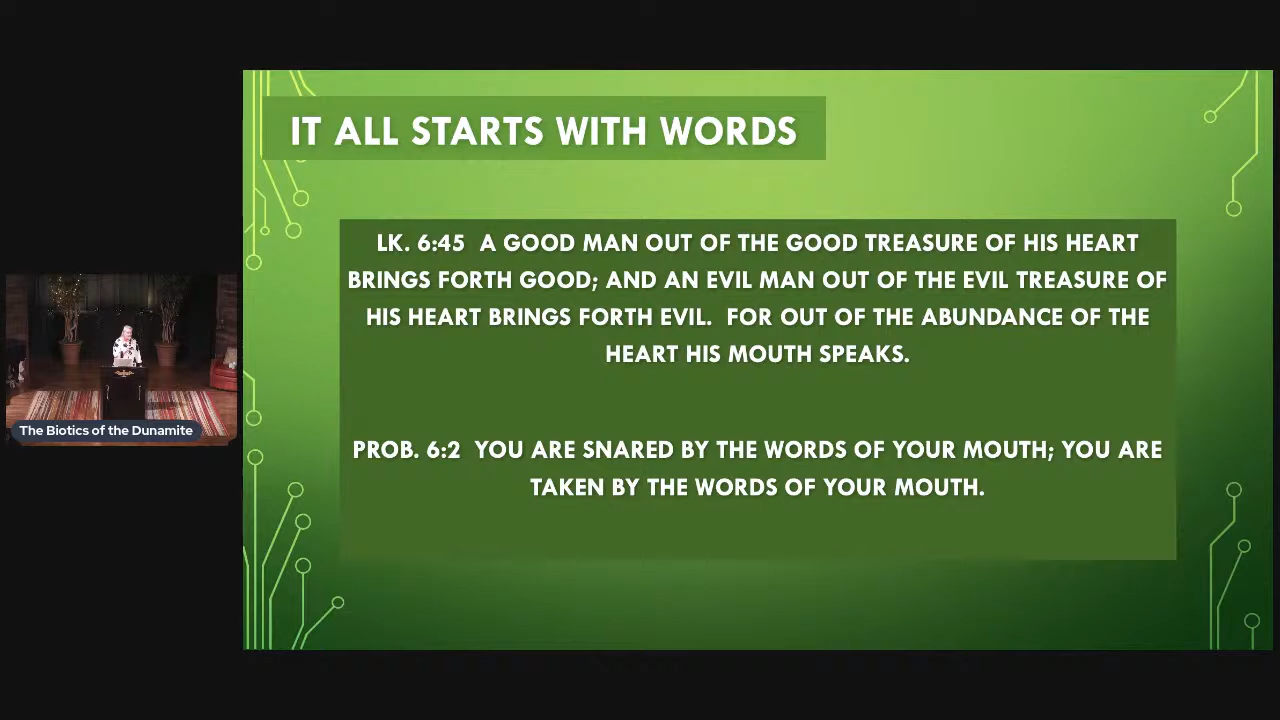 IT ALL STARTS WITH WORDS
LK. 6:45 A GOOD MAN OUT OF THE GOOD TREASURE OF HIS HEART
BRINGS FORTH GOOD; AND AN EVIL MAN OUT OF THE EVIL TREASURE OF
HIS HEART BRINGS FORTH EVIL. FOR OUT OF THE ABUNDANCE OF THE
HEART HIS MOUTH SPEAKS.
PROB. 6:2 YOU ARE SNARED BY THE WORDS OF YOUR MOUTH; YOU ARE
TAKEN BY THE WORDS OF YOUR MOUTH.
The Biotics of the Dunamite